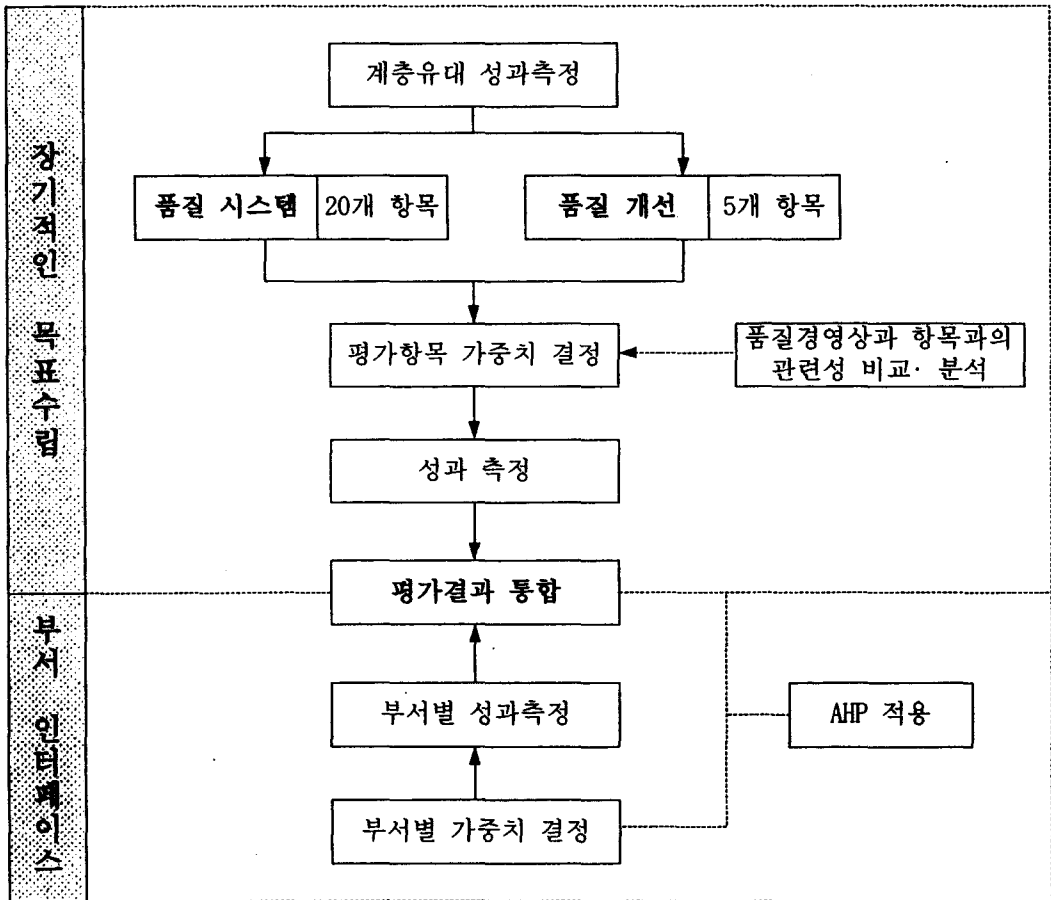 장기적인 목표수립
계층유대 성과측정
품질 시스템 20개 항목
품질 개선 5개 항목
평가항목 가중치 결정
품질경영상과 항목과의
관련성 비교· 분석
성과 측정
평가결과 통합
부서 인터페이스
부서별 성과측정
AHP 적용
부서별 가중치 결정